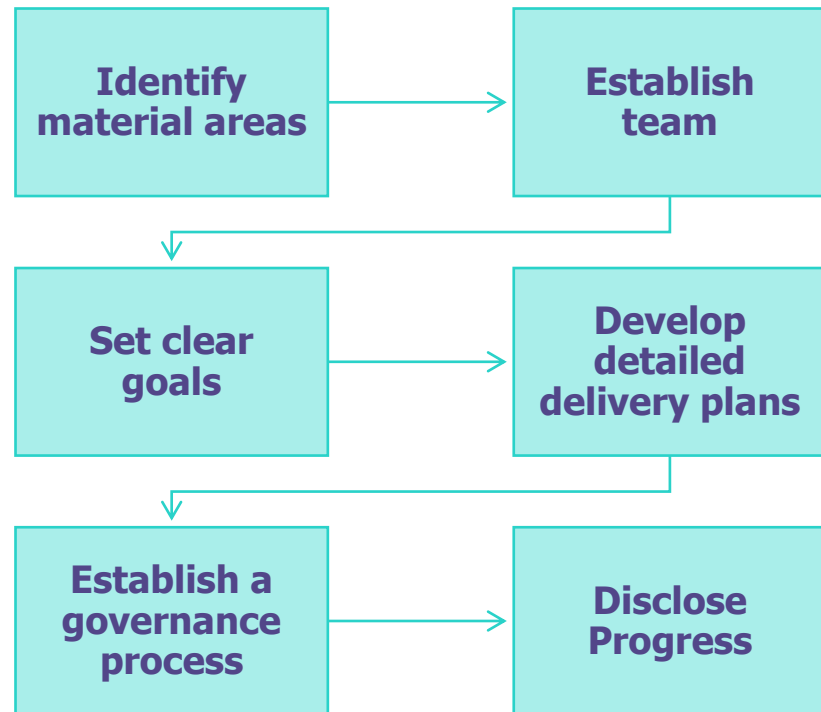 Identify
material areas
Establish
team
Set clear
goals
Develop
detailed
delivery plans
Establish a
governance
process
Disclose
Progress